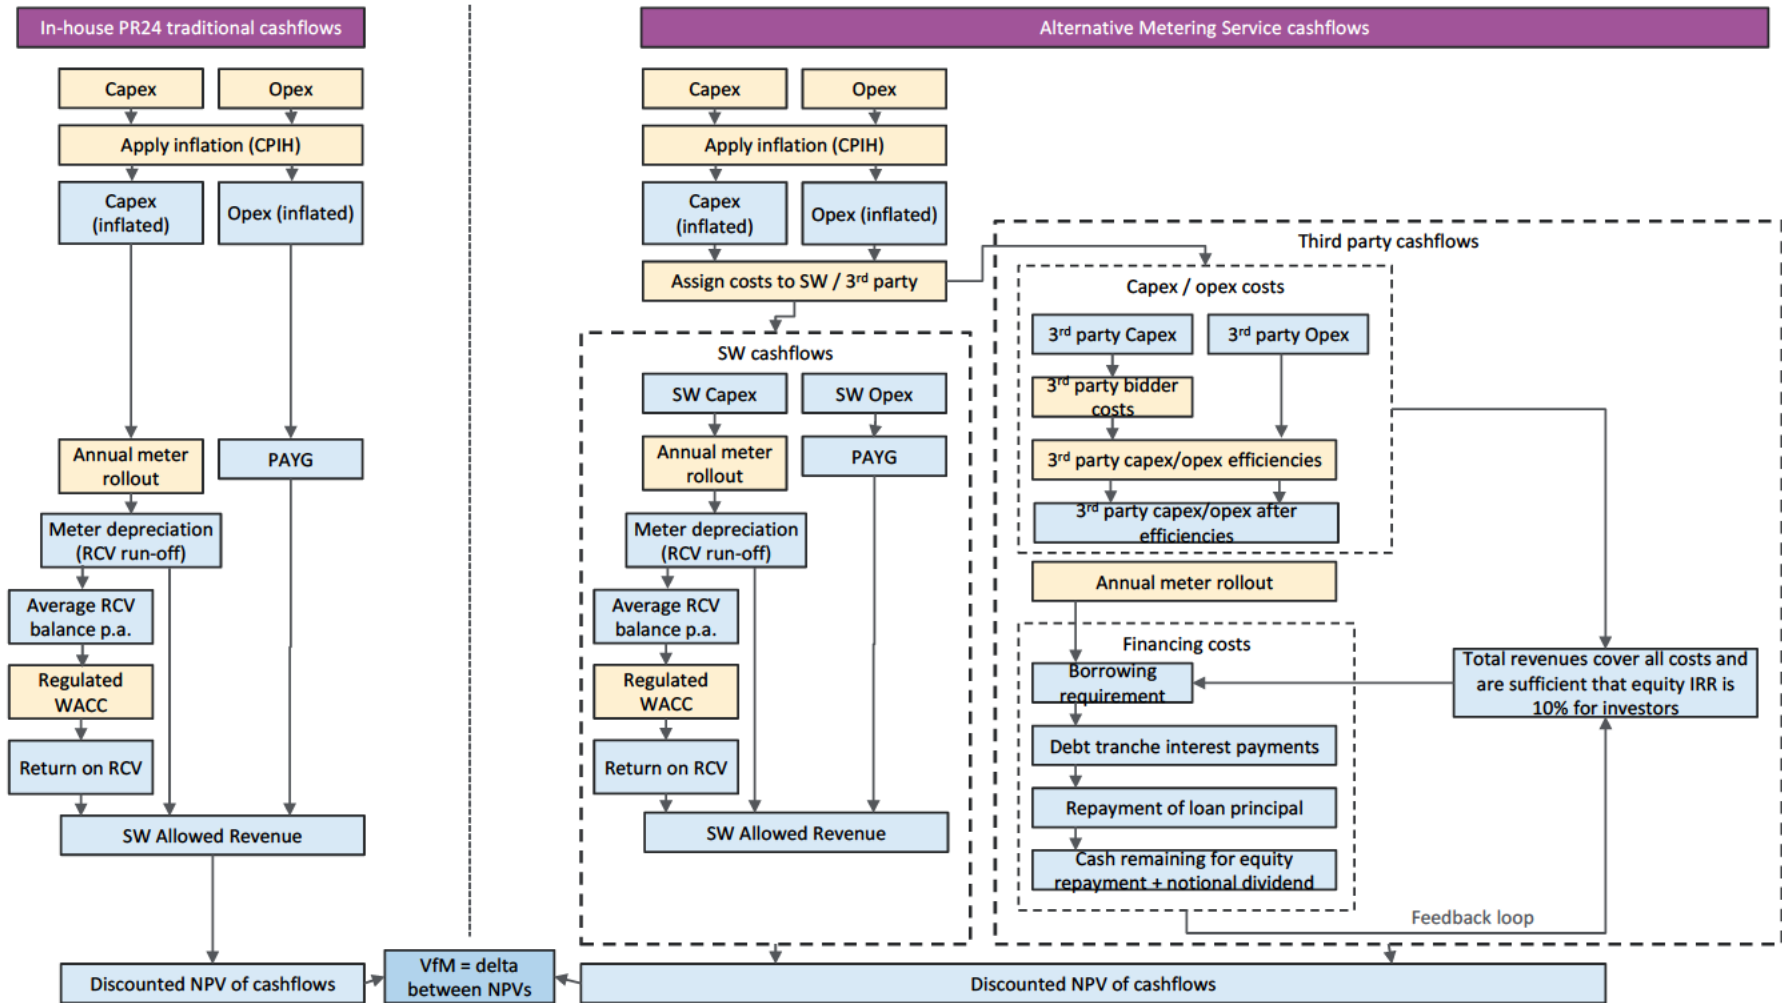 In-house PR24 traditional cashflows
Capex
Opex
Apply inflation (CPIH)
Capex
(inflated)
Opex (inflated)
Annual meter
rollout
PAYG
Meter depreciation
(RCV run-off)
Average RCV
balance p.a.
Regulated
WACC
Return on RCV
SW Allowed Revenue
Discounted NPV of cashflows
VfM = delta
between NPVs
Alternative Metering Service cashflows
Capex
Opex
Apply inflation (CPIH)
Capex
(inflated)
Opex (inflated)
Assign costs to SW / 3rd party
SW cashflows
SW Capex
SW Opex
Annual meter
rollout
PAYG
Meter depreciation
(RCV run-off)
Average RCV
balance p.a.
Regulated
WACC
Return on RCV
SW Allowed Revenue
Third party cashflows
Capex / opex costs
3rd party Capex
3rd party Opex
3rd party bidder
costs
3rd party capex/opex efficiencies
3rd party capex/opex after
efficiencies
Annual meter rollout
Financing costs
Borrowing
requirement
Debt tranche interest payments
Repayment of loan principal
Cash remaining for equity
repayment + notional dividend
Total revenues cover all costs and
are sufficient that equity IRR is
10% for investors
Feedback loop
Discounted NPV of cashflows